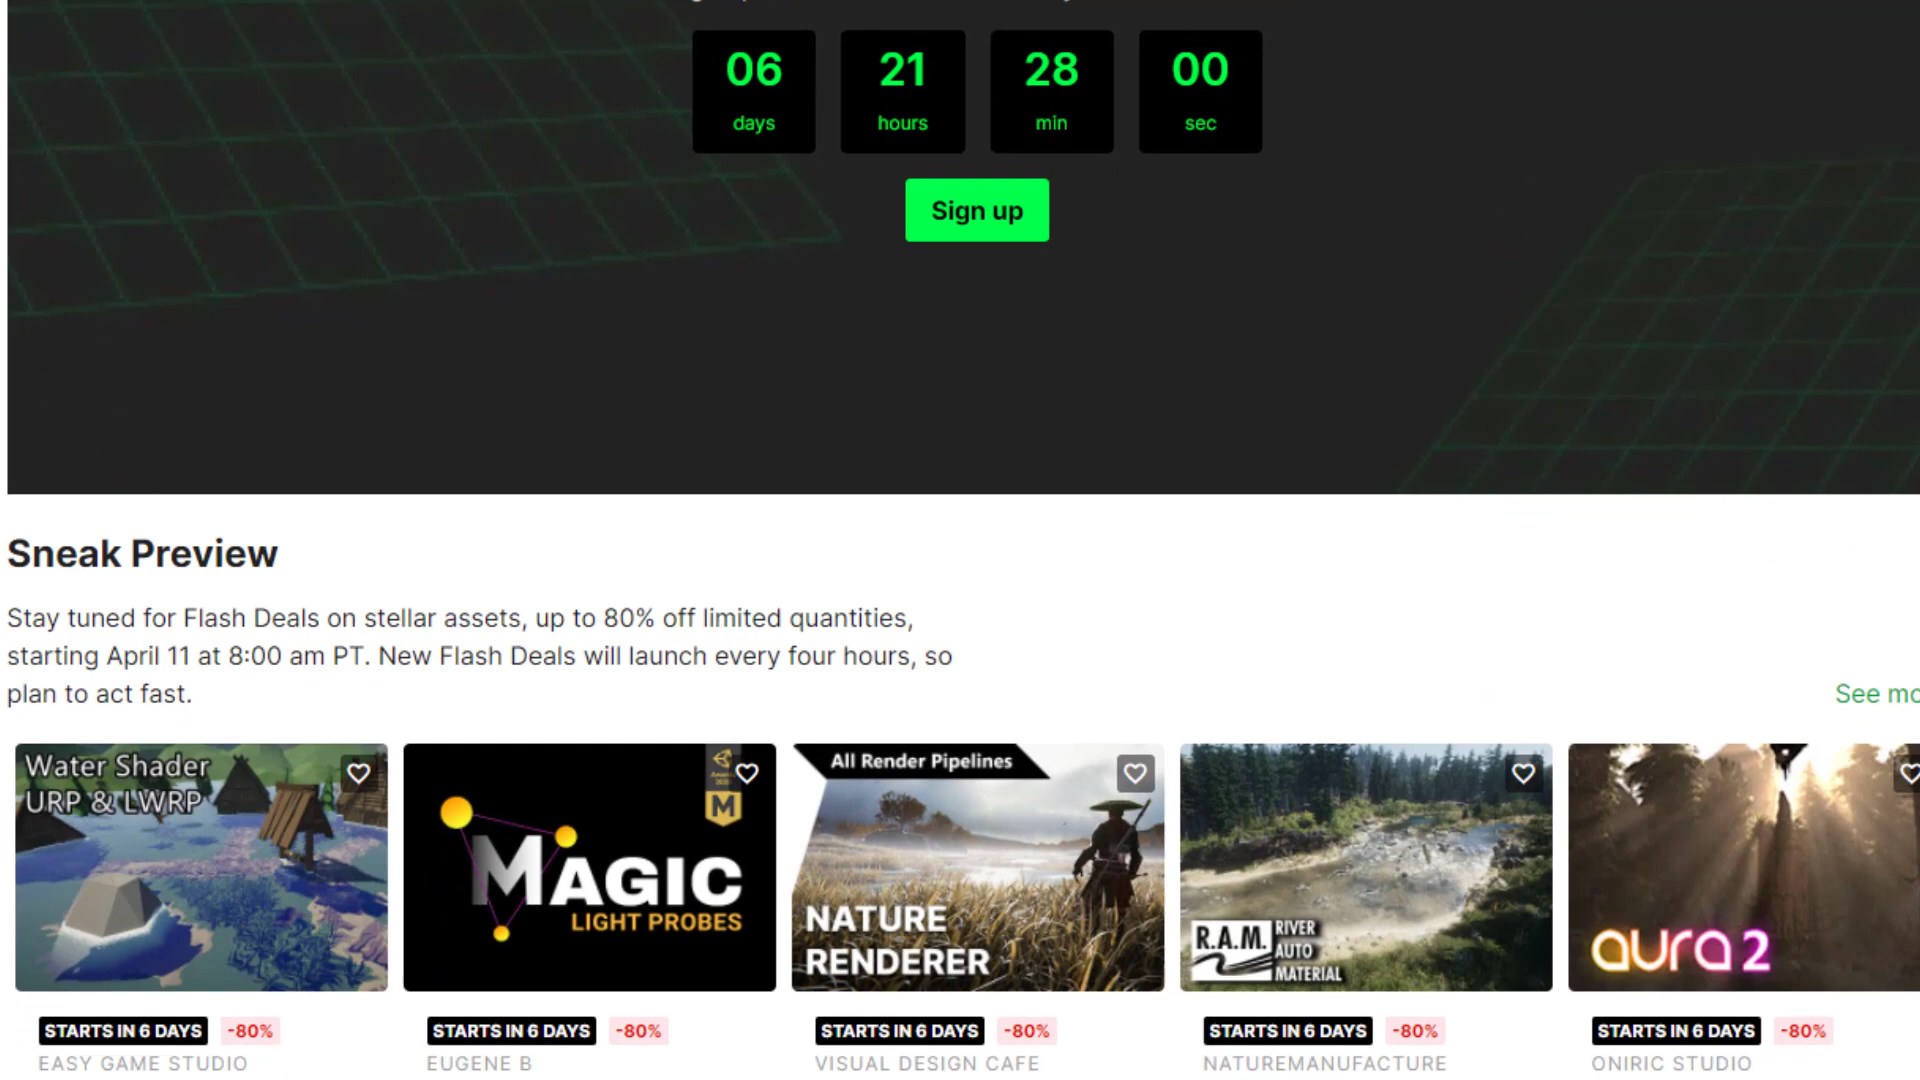 06
days
21
hours
28
min
00
sec
Sign up
Sneak Preview
Stay tuned for Flash Deals on stellar assets, up to 80% off limited quantities,
starting April 11 at 8:00 am PT. New Flash Deals will launch every four hours, so
plan to act fast.
See mo
Water Shader
URP & LWRP
M
MAGIC
LIGHT PROBES
All Render Pipelines
NATURE
RENDERER
R.A.M.
RIVER
AUTO
MATERIAL
aura 2
STARTS IN 6 DAYS -80%
EASY GAME STUDIO
STARTS IN 6 DAYS -80%
EUGENE B
STARTS IN 6 DAYS -80%
VISUAL DESIGN CAFE
STARTS IN 6 DAYS -80%
NATUREMANUFACTURE
STARTS IN 6 DAYS -80%
ONIRIC STUDIO